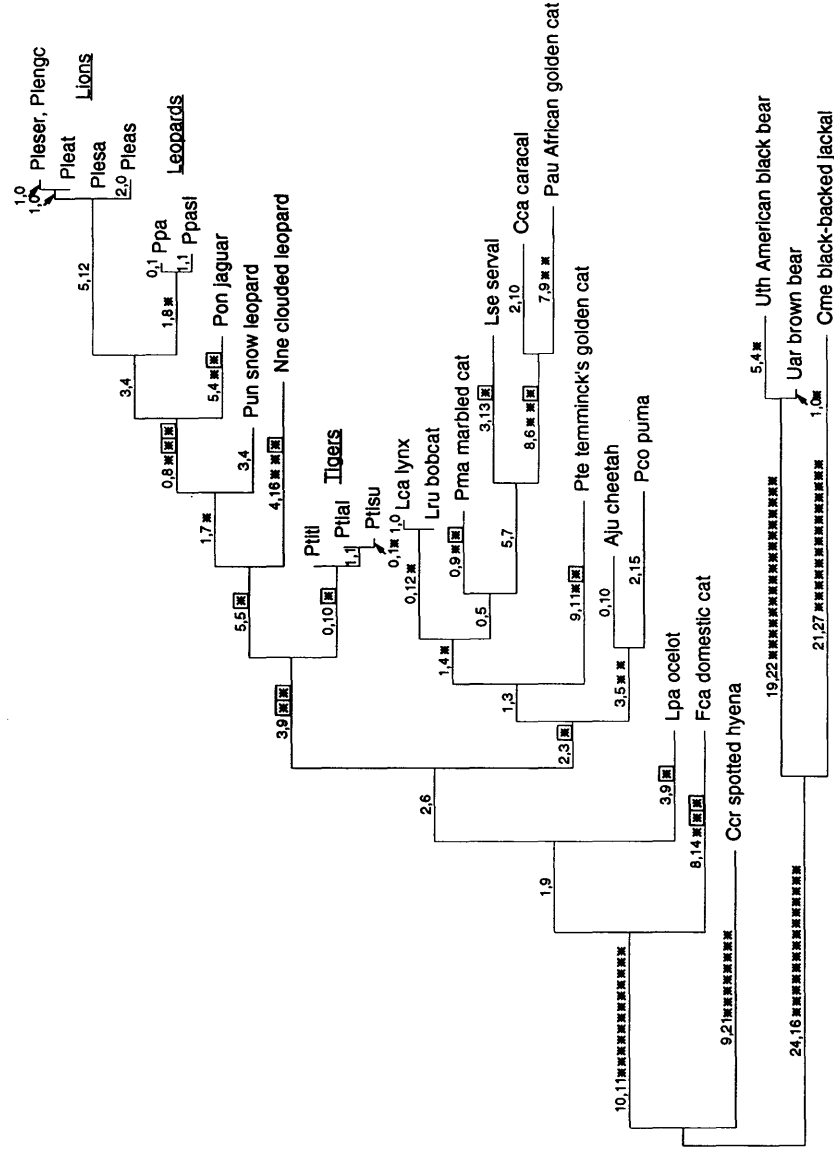 1,0
1,0
Pleser, Plengc
Pleat
Lions
Plesa
2,0 Pleas
5,12
Leopards
0,1 Ppa
1,1 Ppasl
1,8*
3,4
Pon jaguar
5,4**
0,8***
Pun snow leopard
3,4
1,7*
Nne clouded leopard
4,16***
5,5*
Tigers
Ptiti
Ptial
1,1
Ptisu
0,10*
3,9**
Lca lynx
0,1* 1,0
Lru bobcat
0,12*
Pma marbled cat
0,9*
1,4*
0,5
Lse serval
3,13*
5,7
Cca caracal
2,10
Pau African golden cat
7,9**
8,6***
Pte temminck's golden cat
9,11**
1,3
Aju cheetah
0,10
Pco puma
2,15
3,5**
2,3*
2,6
Lpa ocelot
3,9*
1,9
Fca domestic cat
8,14***
10,11
Ccr spotted hyena
9,21
Uth American black bear
5,4*
Uar brown bear
1,0*
19,22
Cme black-backed jackal
21,27
24,16